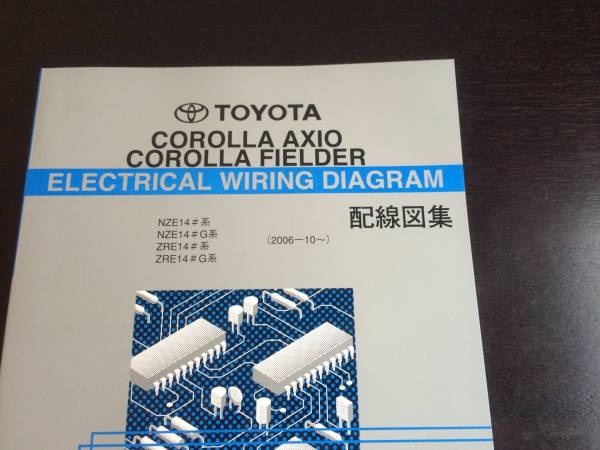 TOYOTA
COROLLA AXIO
COROLLA FIELDER
ELECTRICAL WIRING DIAGRAM
配線図集
NZE14#系
NZE14#G系
ZRE14#系
ZRE14#G系
(2006-10~)